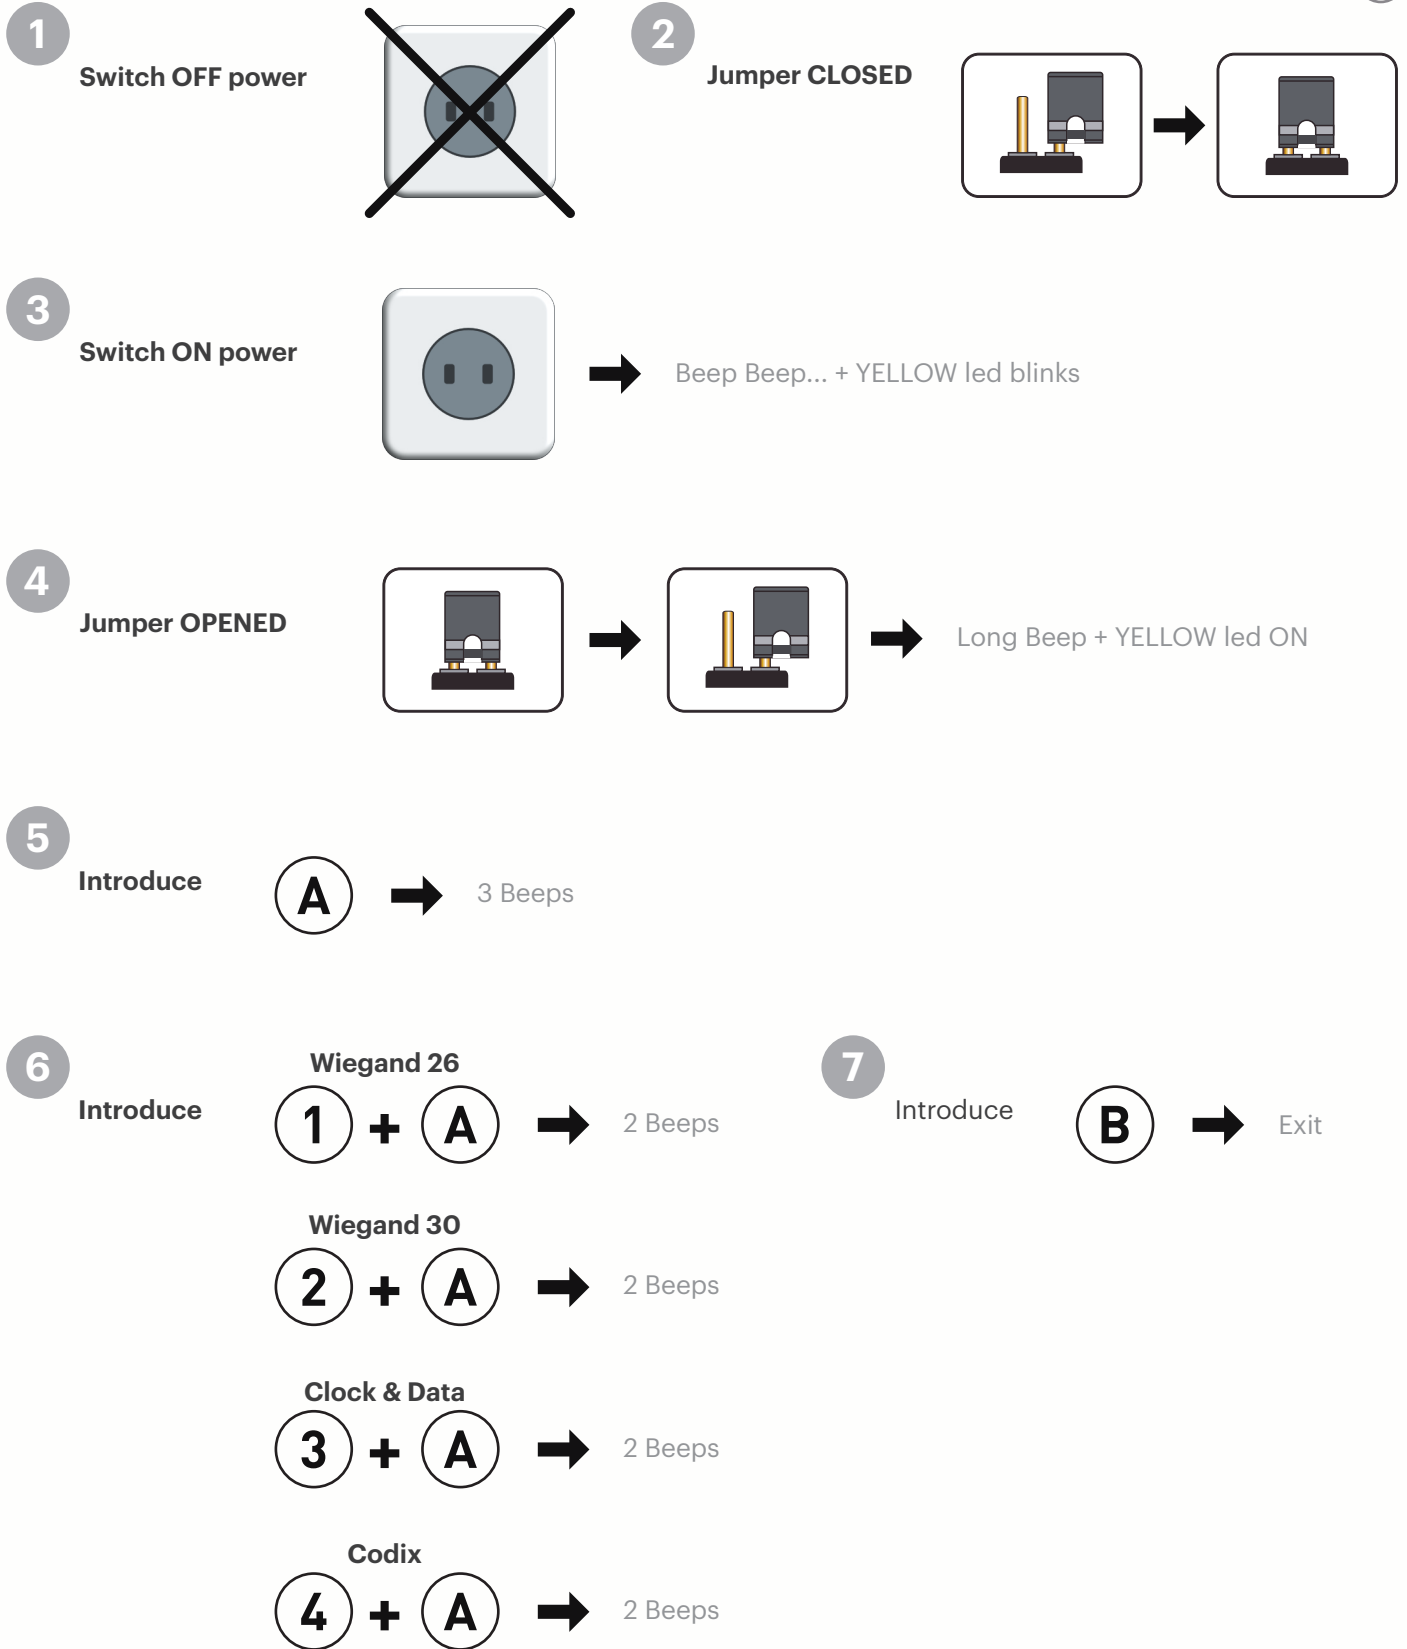 1
Switch OFF power
2
Jumper CLOSED
3
Switch ON power
Beep Beep... + YELLOW led blinks
4
Jumper OPENED
Long Beep + YELLOW led ON
5
Introduce
A
3 Beeps
6
Introduce
Wiegand 26
1 + A
2 Beeps
Wiegand 30
2 + A
2 Beeps
Clock & Data
3 + A
2 Beeps
Codix
4 + A
2 Beeps
7
Introduce
B
Exit